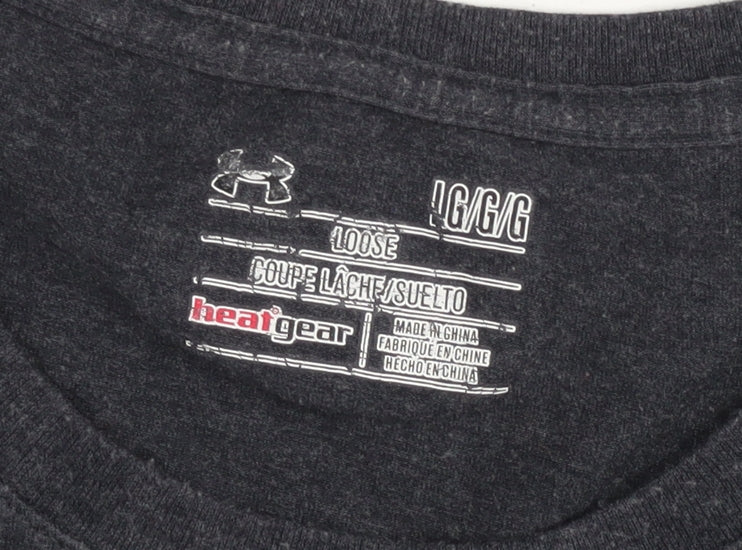 LG/G/G
LOOSE
COUPE LÂCHE/SUELTO
heatgear
MADE IN CHINA
FABRIQUÉ EN CHINE
HECHO EN CHINA